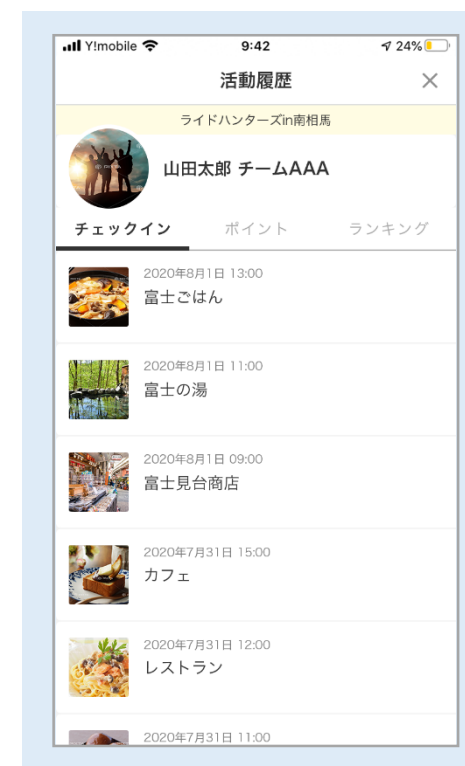 Y!mobile 9:42 24%
活動履歴
ライドハンターズin南相馬
山田太郎 チームAAA
チェックイン ポイント ランキング
2020年8月1日 13:00
富士ごはん
2020年8月1日 11:00
富士の湯
2020年8月1日 09:00
富士見台商店
2020年7月31日 15:00
カフェ
2020年7月31日 12:00
レストラン
2020年7月31日 11:00